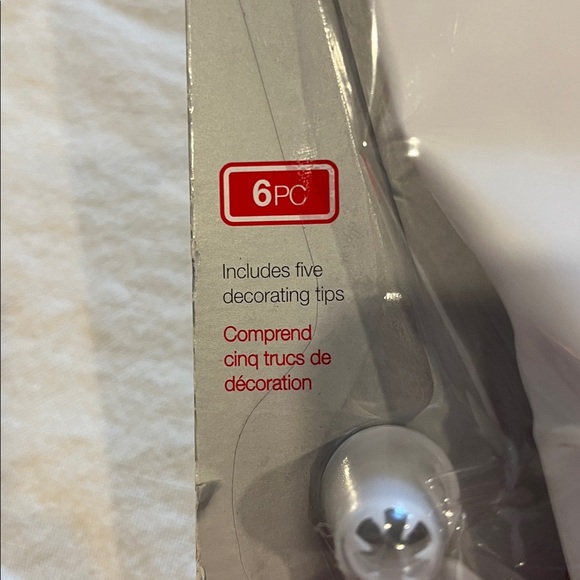 6PC
Includes five
decorating tips
Comprend
cinq trucs de
décoration